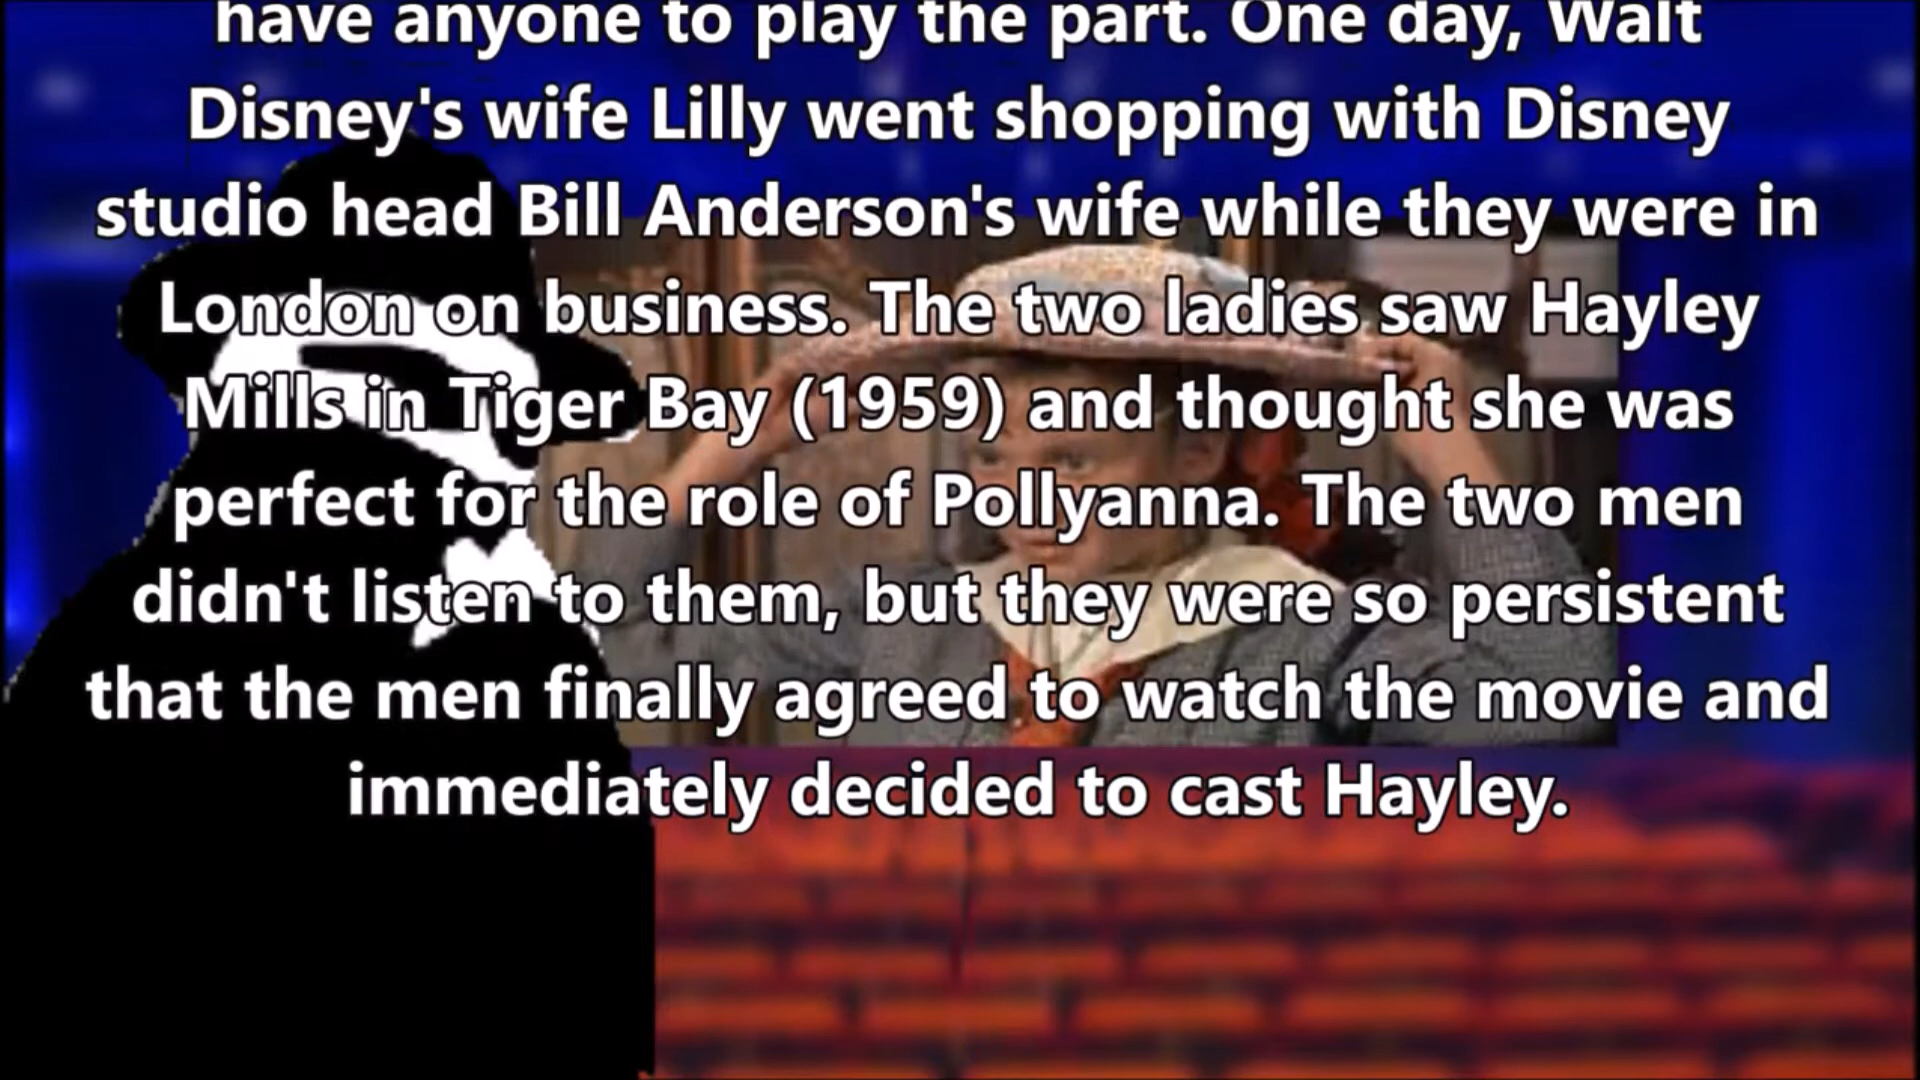 have anyone to play the part. One day, Walt
Disney's wife Lilly went shopping with Disney
studio head Bill Anderson's wife while they were in
London on business. The two ladies saw Hayley
Mills in Tiger Bay (1959) and thought she was
perfect for the role of Pollyanna. The two men
didn't listen to them, but they were so persistent
that the men finally agreed to watch the movie and
immediately decided to cast Hayley.